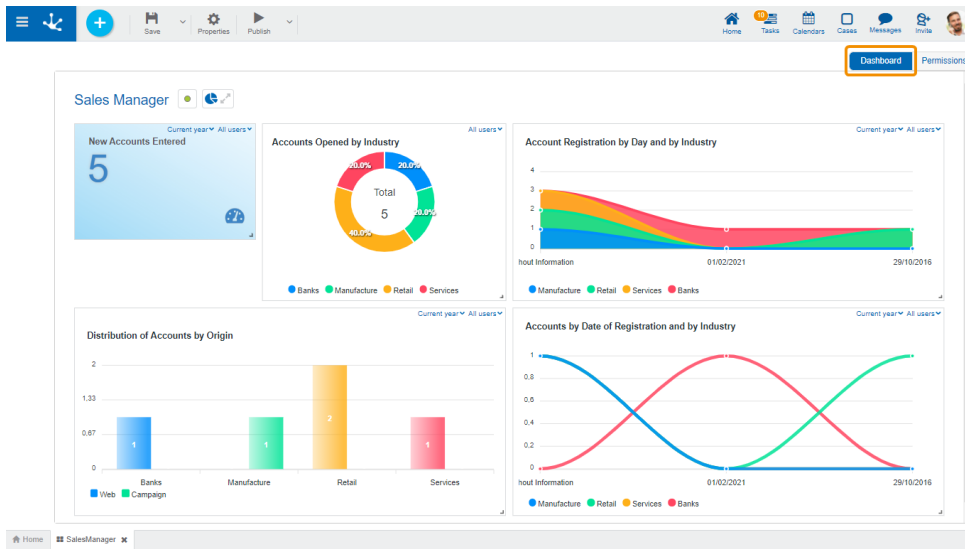 10
Save
Properties
Publish
Home
Tasks
Calendars
Cases
Messages
Invite
Dashboard
Permissions
Sales Manager
Current year All users
New Accounts Entered
5
All users
Accounts Opened by Industry
20.0%
20.0%
20.0%
40.0%
Total
5
Banks Manufacture Retail Services
Current year All users
Account Registration by Day and by Industry
4
3
2
1
0
hout Information 01/02/2021 29/10/2016
Manufacture Retail Services Banks
Current year All users
Distribution of Accounts by Origin
2
1,33
0,67
0
1
1
2
1
Banks Manufacture Retail Services
Web Campaign
Current year All users
Accounts by Date of Registration and by Industry
1
0.8
0.6
0.4
0.2
0
hout Information 01/02/2021 29/10/2016
Manufacture Retail Services Banks
Home SalesManager